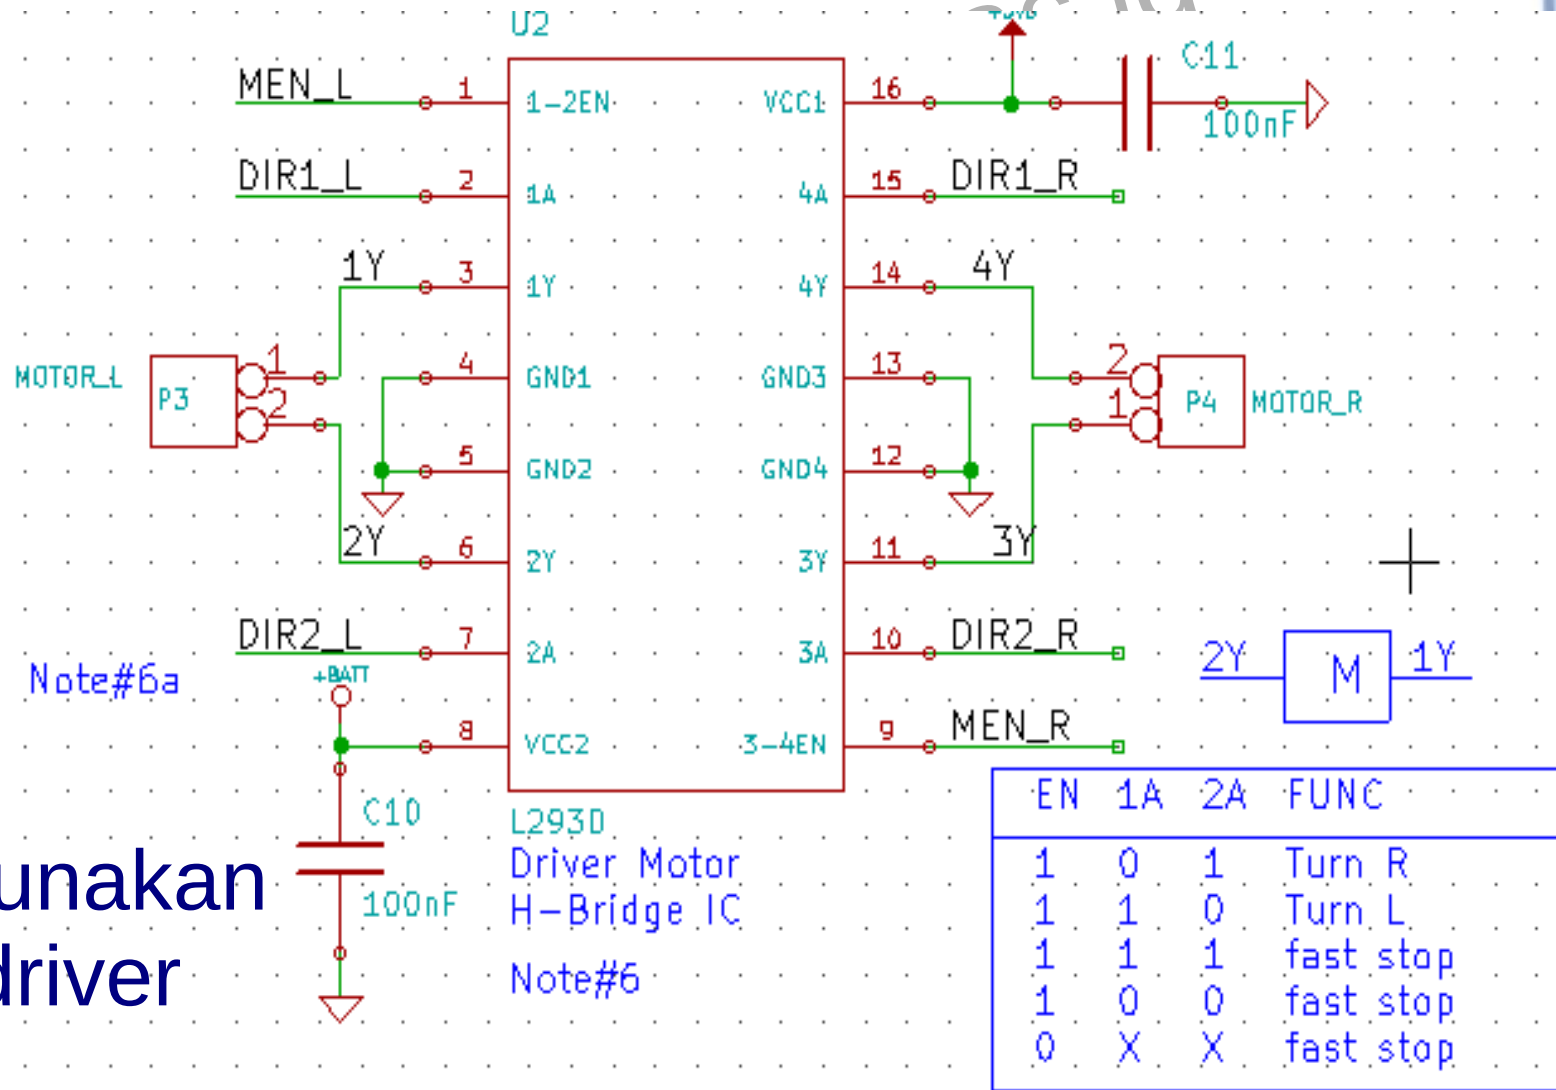 U2
MEN_L 1 1-2EN VCC1 16 C11
100nF
DIR1_L 2 1A 4A 15 DIR1_R
1Y 3 1Y 4Y 14 4Y
MOTOR_L P3 1 4 GND1 GND3 13 2 P4 MOTOR_R
2 1
5 GND2 GND4 12
2Y 6 2Y 3Y 11 3Y
DIR2_L 7 2A 3A 10 DIR2_R
2Y M 1Y
Note#6a
+BATT
8 VCC2 3-4EN 9 MEN_R
C10
100nF
L293D
Driver Motor
H-Bridge IC
Note#6
unakan
driver
EN 1A 2A FUNC
1 0 1 Turn R
1 1 0 Turn L
1 1 1 fast stop
1 0 0 fast stop
0 X X fast stop